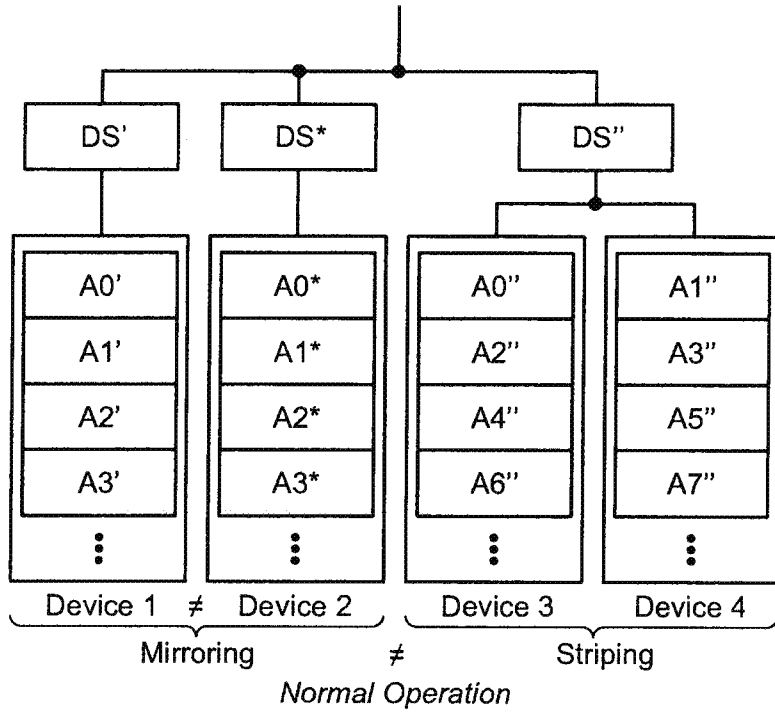 DS' DS* DS"
A0' A0* A0" A1"
A1' A1* A2" A3"
A2' A2* A4" A5"
A3' A3* A6" A7"
Device 1 ≠ Device 2 Device 3 Device 4
Mirroring ≠ Striping
Normal Operation